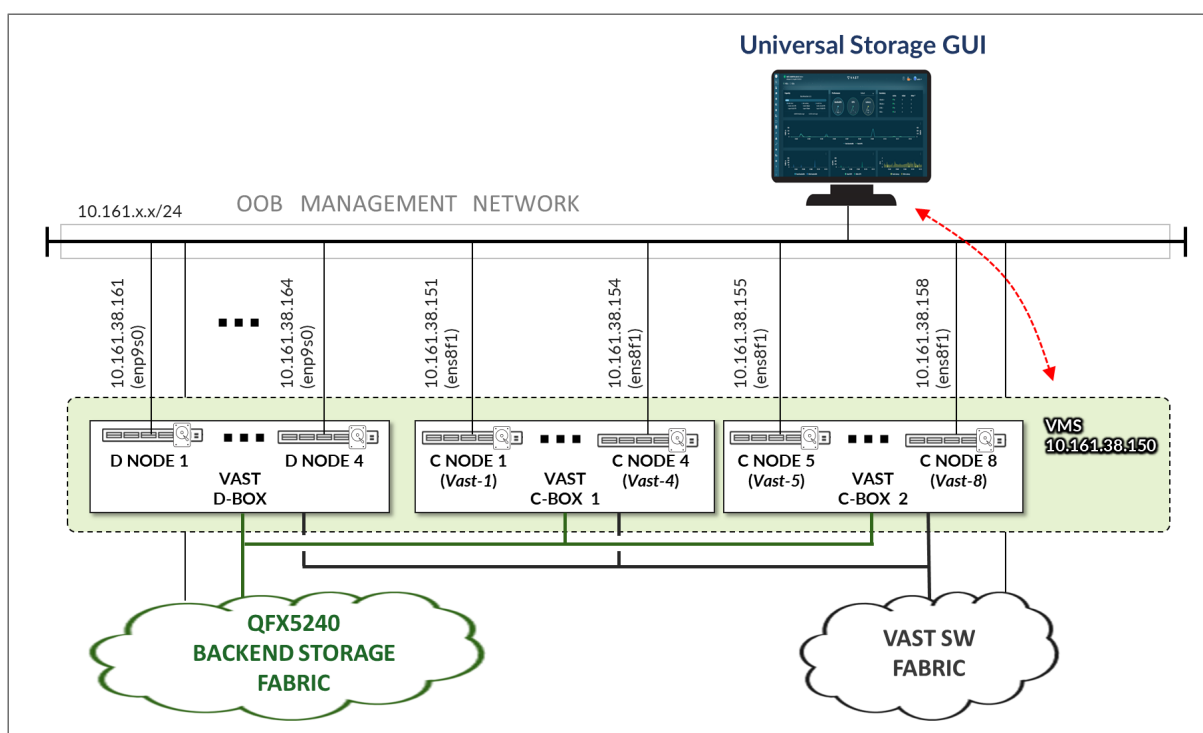 Universal Storage GUI
10.161.x.x/24
OOB MANAGEMENT NETWORK
10.161.38.161
(enp9s0)
10.161.38.164
(enp9s0)
10.161.38.151
(ens8f1)
10.161.38.154
(ens8f1)
10.161.38.155
(ens8f1)
10.161.38.158
(ens8f1)
VMS
10.161.38.150
D NODE 1
D NODE 4
VAST
D-BOX
C NODE 1
(Vast-1)
C NODE 4
(Vast-4)
VAST
C-BOX 1
C NODE 5
(Vast-5)
C NODE 8
(Vast-8)
VAST
C-BOX 2
QFX5240
BACKEND STORAGE
FABRIC
VAST SW
FABRIC